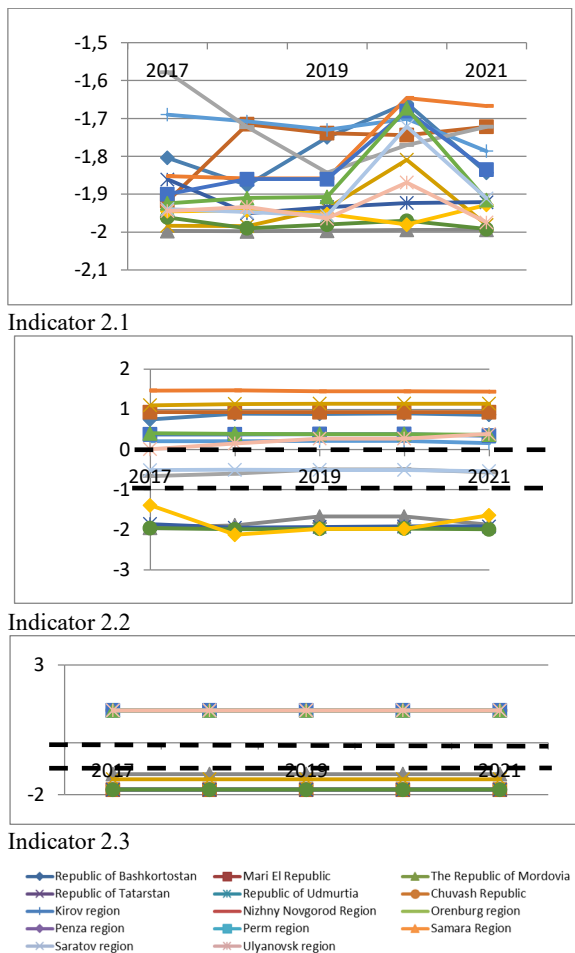 -1,5
2017 2019 2021
-1,6
-1,7
-1,8
-1,9
-2
-2,1
Indicator 2.1
2
1
0
2017 2019 2021
-1
-2
-3
Indicator 2.2
3
2017 2019 2021
-2
Indicator 2.3
Republic of Bashkortostan Mari El Republic The Republic of Mordovia
Republic of Tatarstan Republic of Udmurtia Chuvash Republic
Kirov region Nizhny Novgorod Region Orenburg region
Penza region Perm region Samara Region
Saratov region Ulyanovsk region